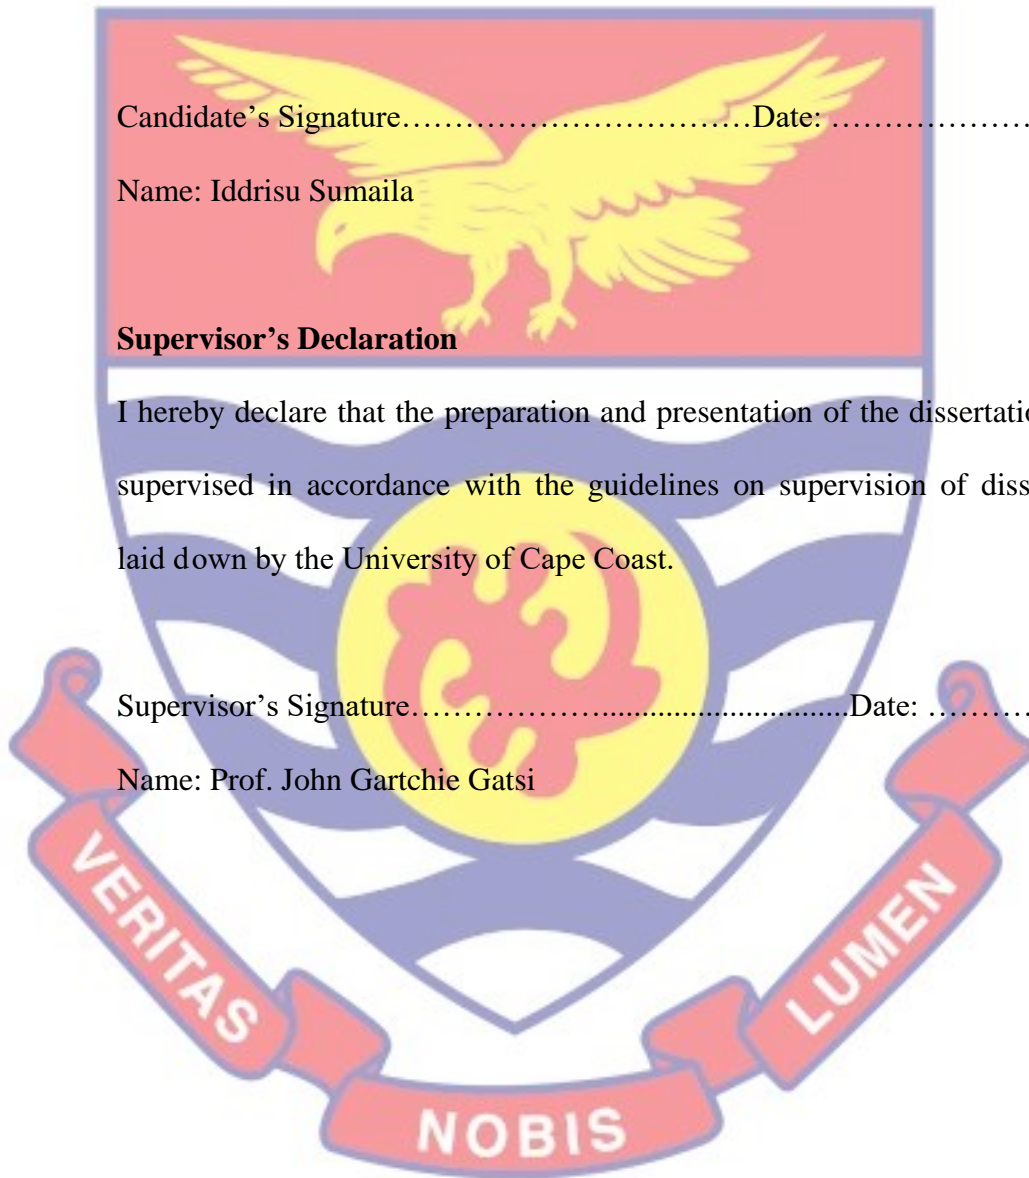 Candidate’s Signature……………………………Date: …………………
Name: Iddrisu Sumaila
Supervisor’s Declaration
I hereby declare that the preparation and presentation of the
supervised in accordance with the guidelines on supervision of
laid down by the University of Cape Coast.
Supervisor’s Signature………………............................Date: …………
Name: Prof. John Gartchie Gatsi
VERITAS
NOBIS
LUMEN